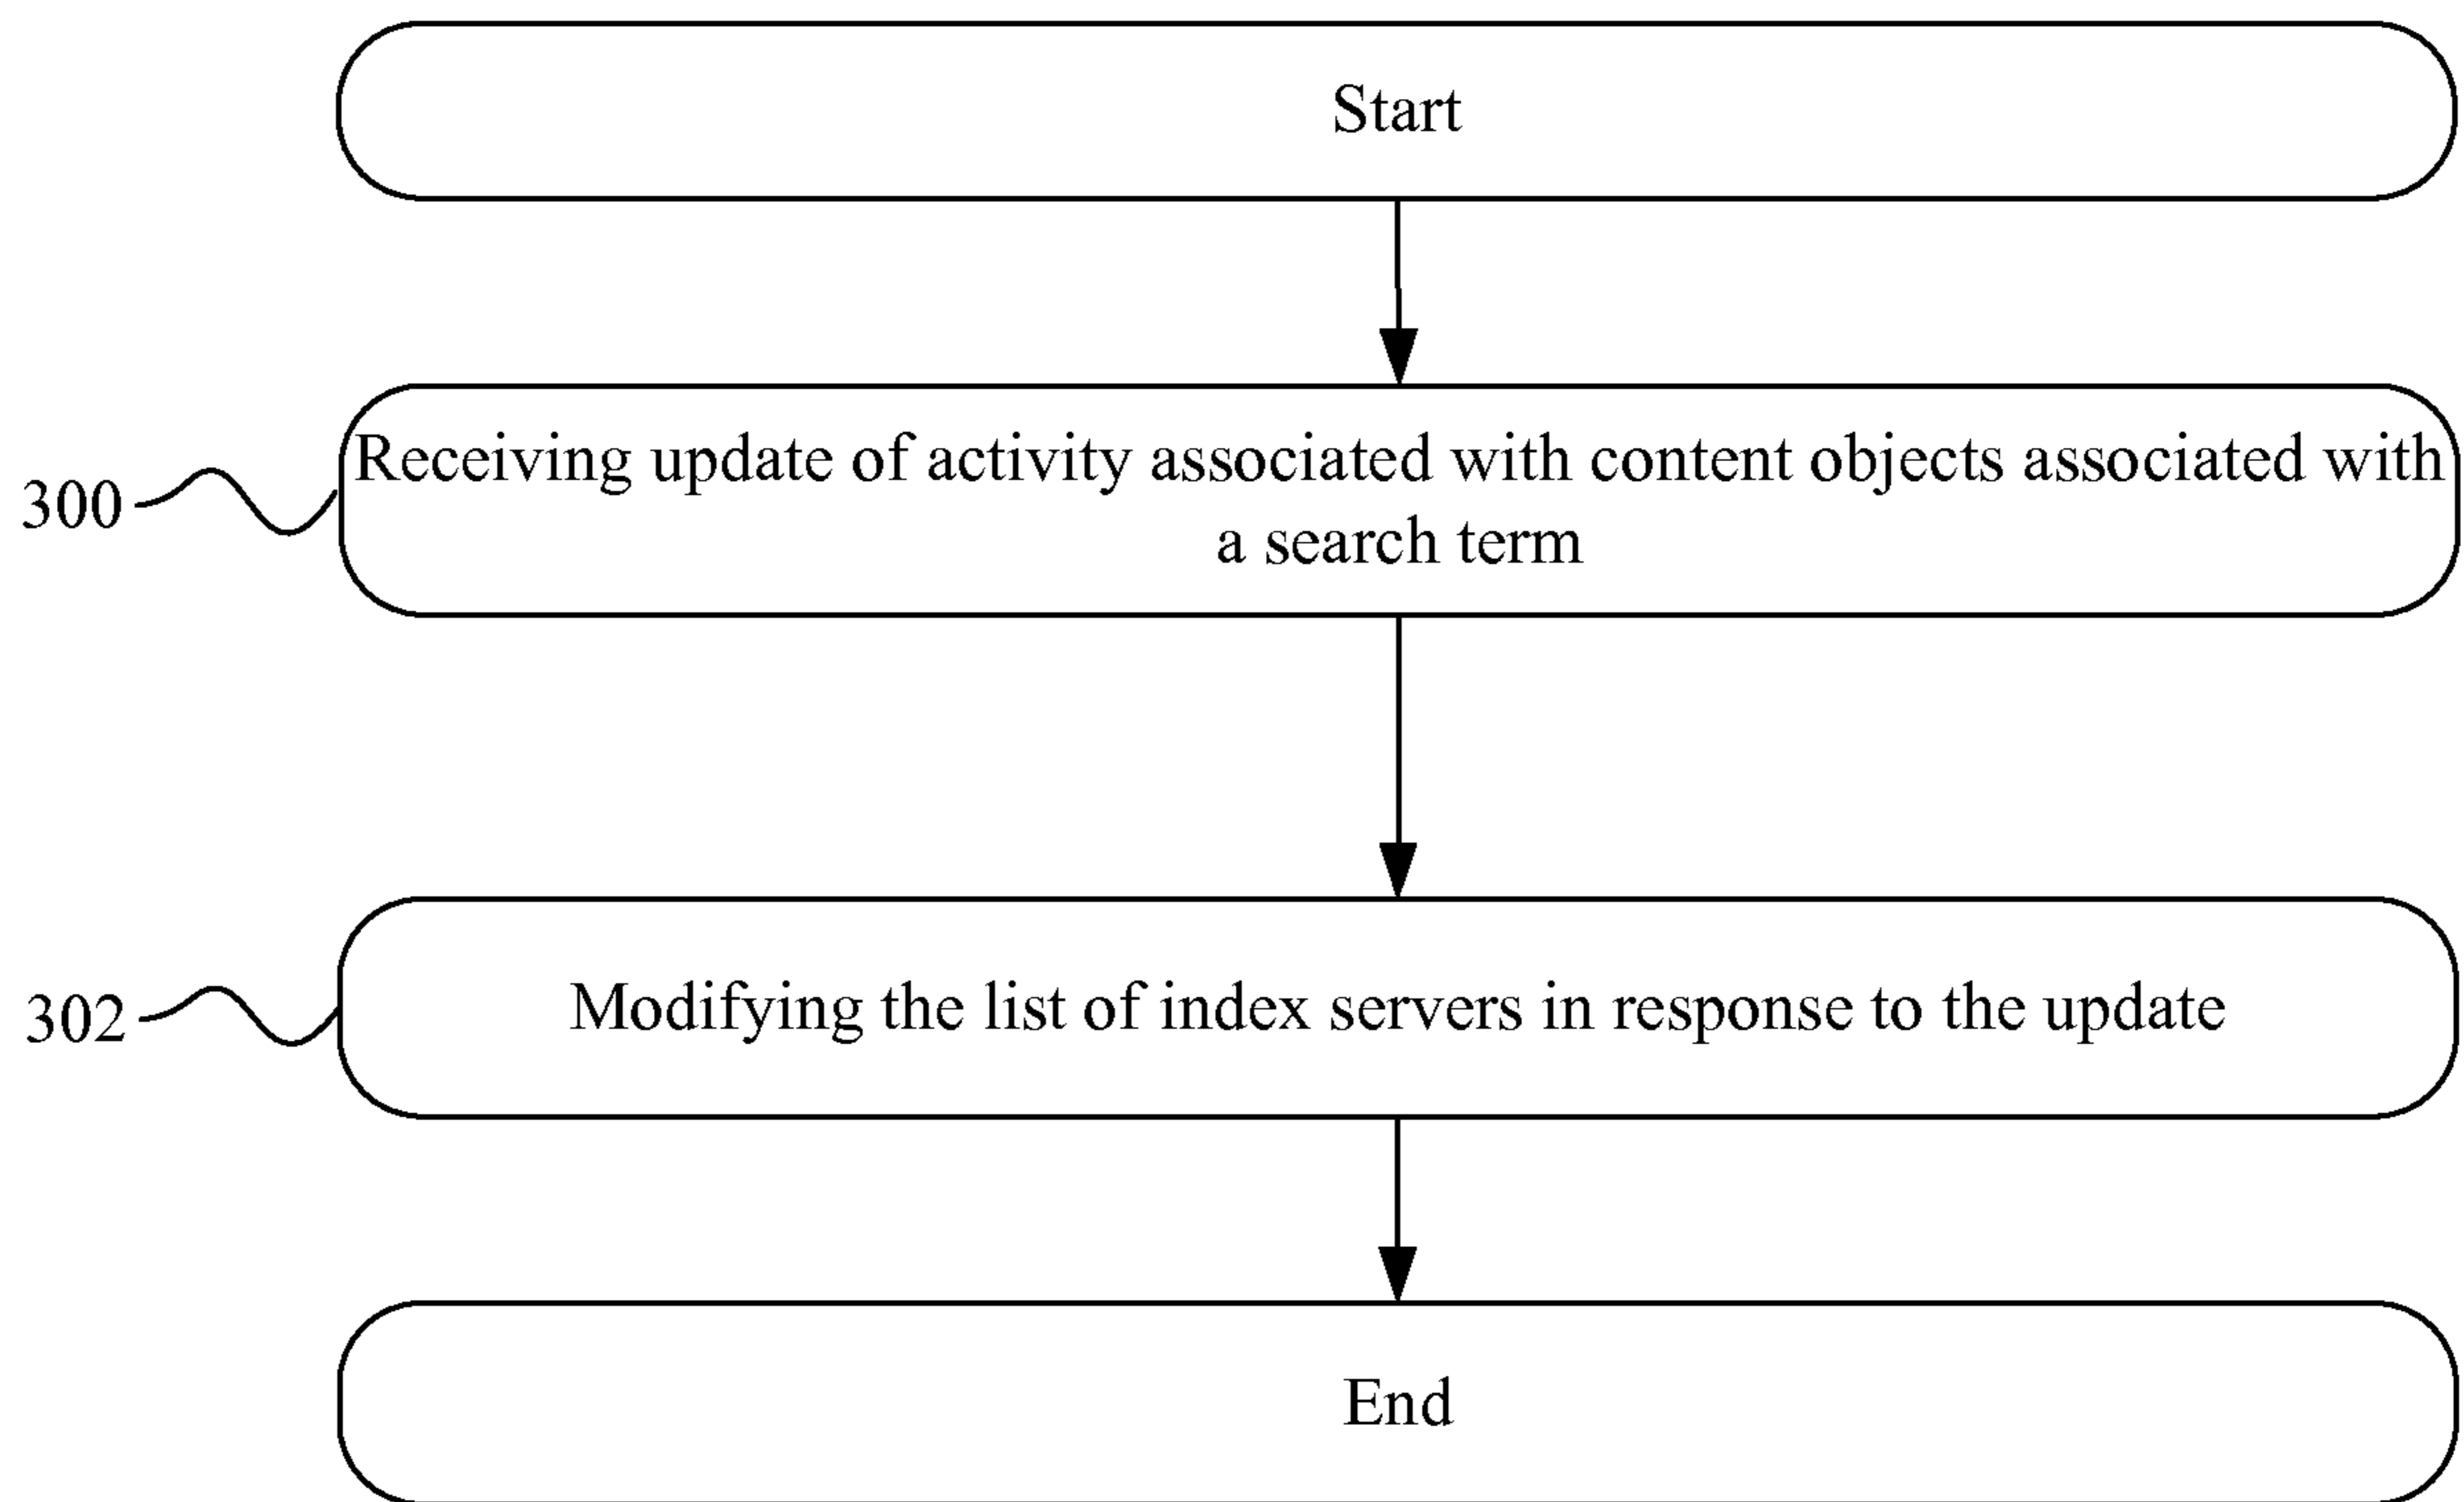 Start
Receiving update of activity associated with content objects associated with
a search term
300
Modifying the list of index servers in response to the update
302
End